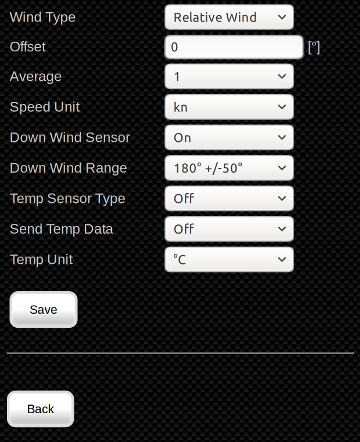 Wind Type Relative Wind
Offset 0 [°]
Average 1
Speed Unit kn
Down Wind Sensor On
Down Wind Range 180° +/-50°
Temp Sensor Type Off
Send Temp Data Off
Temp Unit °C
Save
Back